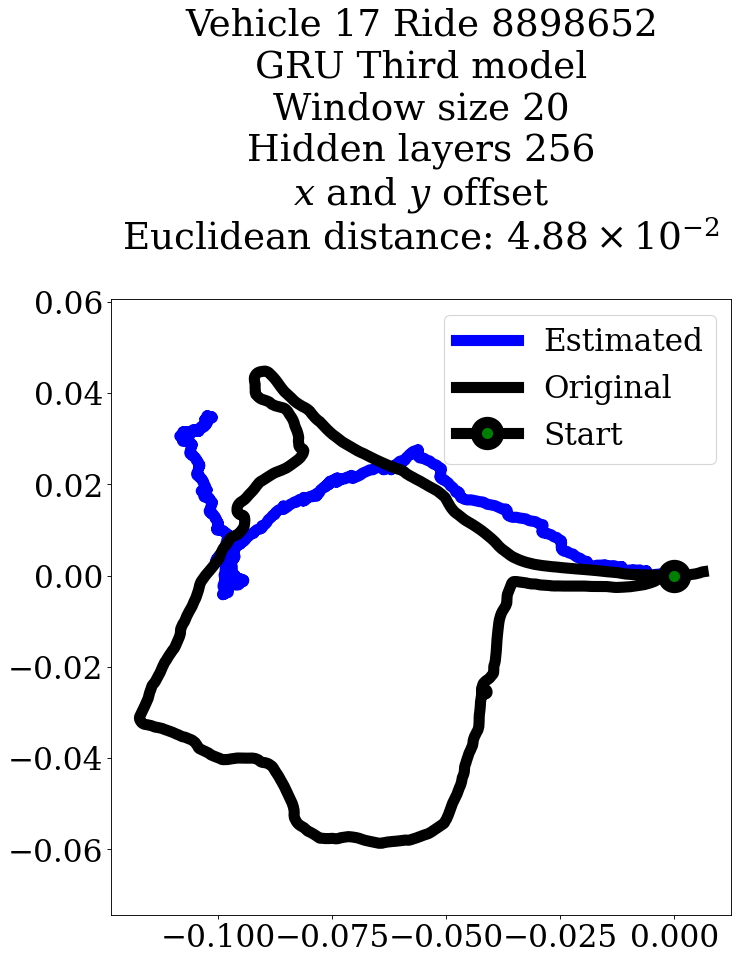 Vehicle 17 Ride 8898652
GRU Third model
Window size 20
Hidden layers 256
x and y offset
Euclidean distance: 4.88 × 10⁻²
0.06
Estimated
0.04
Original
Start
0.02
0.00
−0.02
−0.04
−0.06
−0.100 −0.075 −0.050 −0.025 0.000